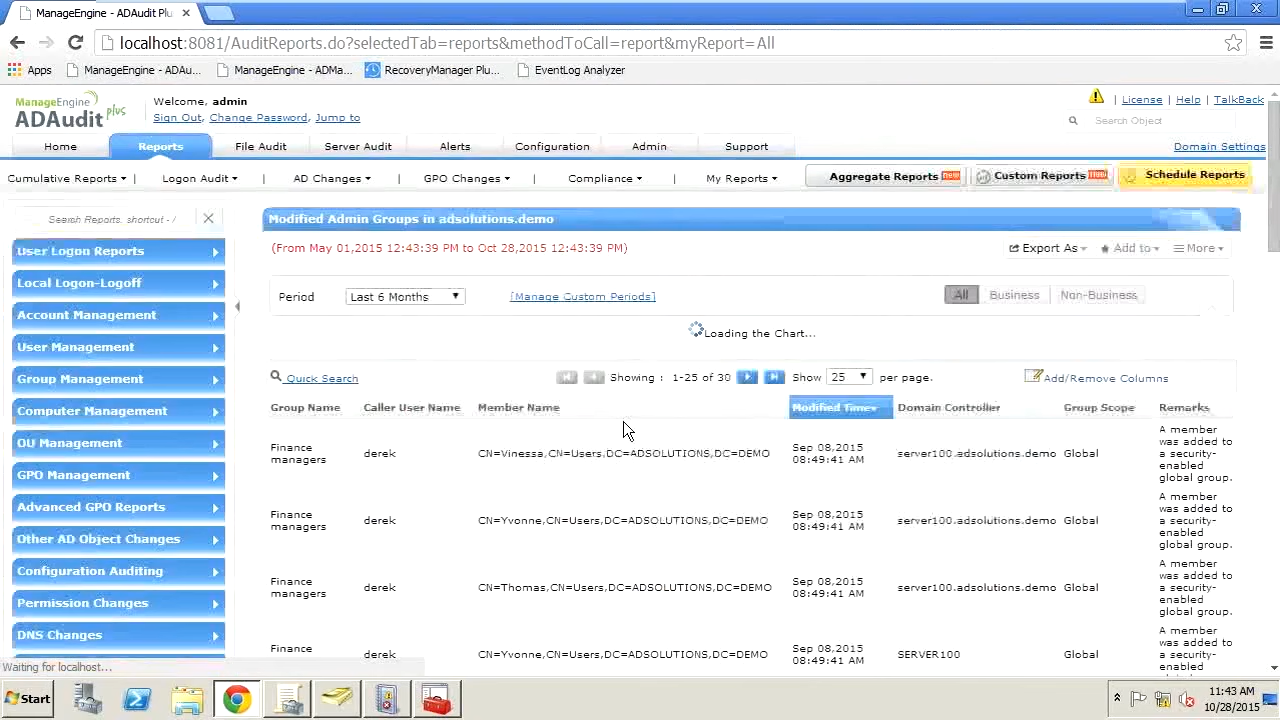 ManageEngine - ADAudit Plus
localhost:8081/AuditReports.do?selectedTab=reports&methodToCall=report&myReport=All
Apps ManageEngine - ADAu... ManageEngine - ADMa... RecoveryManager Plu... EventLog Analyzer
ManageEngine
ADAudit plus
Welcome, admin
Sign Out, Change Password, Jump to
| License | Help | TalkBack
Search Object
Home Reports File Audit Server Audit Alerts Configuration Admin Support Domain Settings
Cumulative Reports | Logon Audit | AD Changes | GPO Changes | Compliance | My Reports Aggregate Reports new Custom Reports new Schedule Reports
Search Reports, shortcut - /
User Logon Reports
Local Logon-Logoff
Account Management
User Management
Group Management
Computer Management
OU Management
GPO Management
Advanced GPO Reports
Other AD Object Changes
Configuration Auditing
Permission Changes
DNS Changes
Waiting for localhost...
Modified Admin Groups in adsolutions.demo
(From May 01,2015 12:43:39 PM to Oct 28,2015 12:43:39 PM)
Export As Add to More
Period Last 6 Months [Manage Custom Periods] All Business Non-Business
Loading the Chart...
Quick Search Showing : 1-25 of 30 Show 25 per page. Add/Remove Columns
Group Name Caller User Name Member Name Modified Time Domain Controller Group Scope Remarks
Finance managers derek CN=Vinessa,CN=Users,DC=ADSOLUTIONS,DC=DEMO Sep 08,2015 08:49:41 AM server100.adsolutions.demo Global A member was added to a security-enabled global group.
Finance managers derek CN=Yvonne,CN=Users,DC=ADSOLUTIONS,DC=DEMO Sep 08,2015 08:49:41 AM server100.adsolutions.demo Global A member was added to a security-enabled global group.
Finance managers derek CN=Thomas,CN=Users,DC=ADSOLUTIONS,DC=DEMO Sep 08,2015 08:49:41 AM server100.adsolutions.demo Global A member was added to a security-enabled global group.
Finance managers derek CN=Yvonne,CN=Users,DC=ADSOLUTIONS,DC=DEMO Sep 08,2015 08:49:41 AM SERVER100 Global A member was added to a security-enabled
Start
11:43 AM
10/28/2015